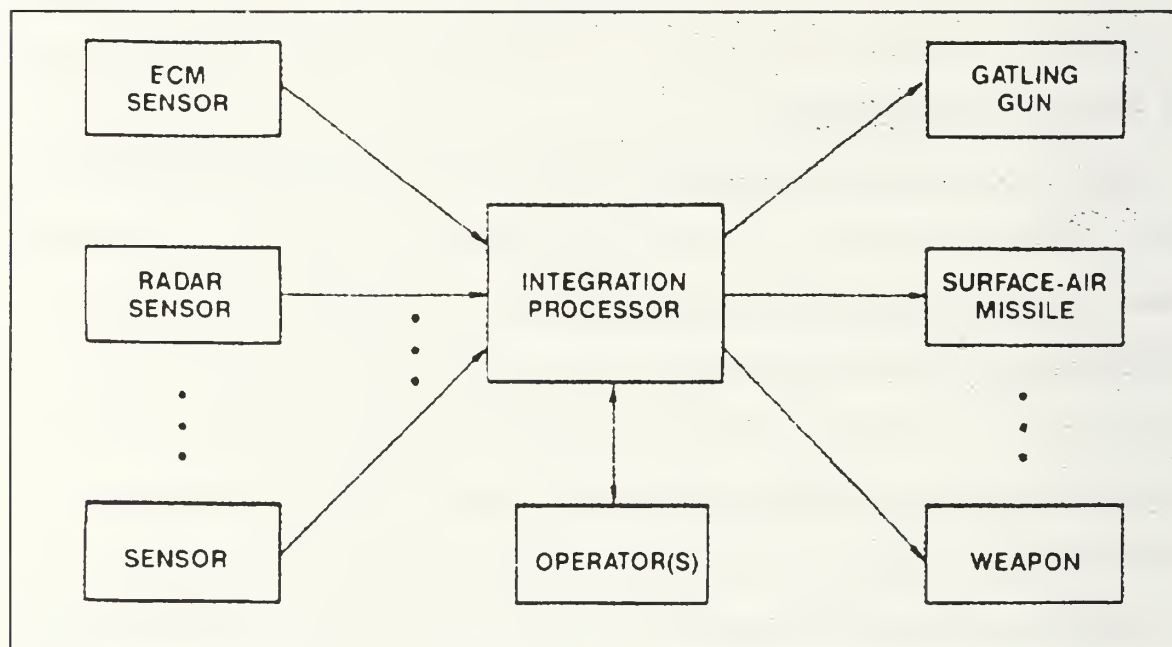 ECM
SENSOR
RADAR
SENSOR
SENSOR
INTEGRATION
PROCESSOR
OPERATOR(S)
GATLING
GUN
SURFACE-AIR
MISSILE
WEAPON